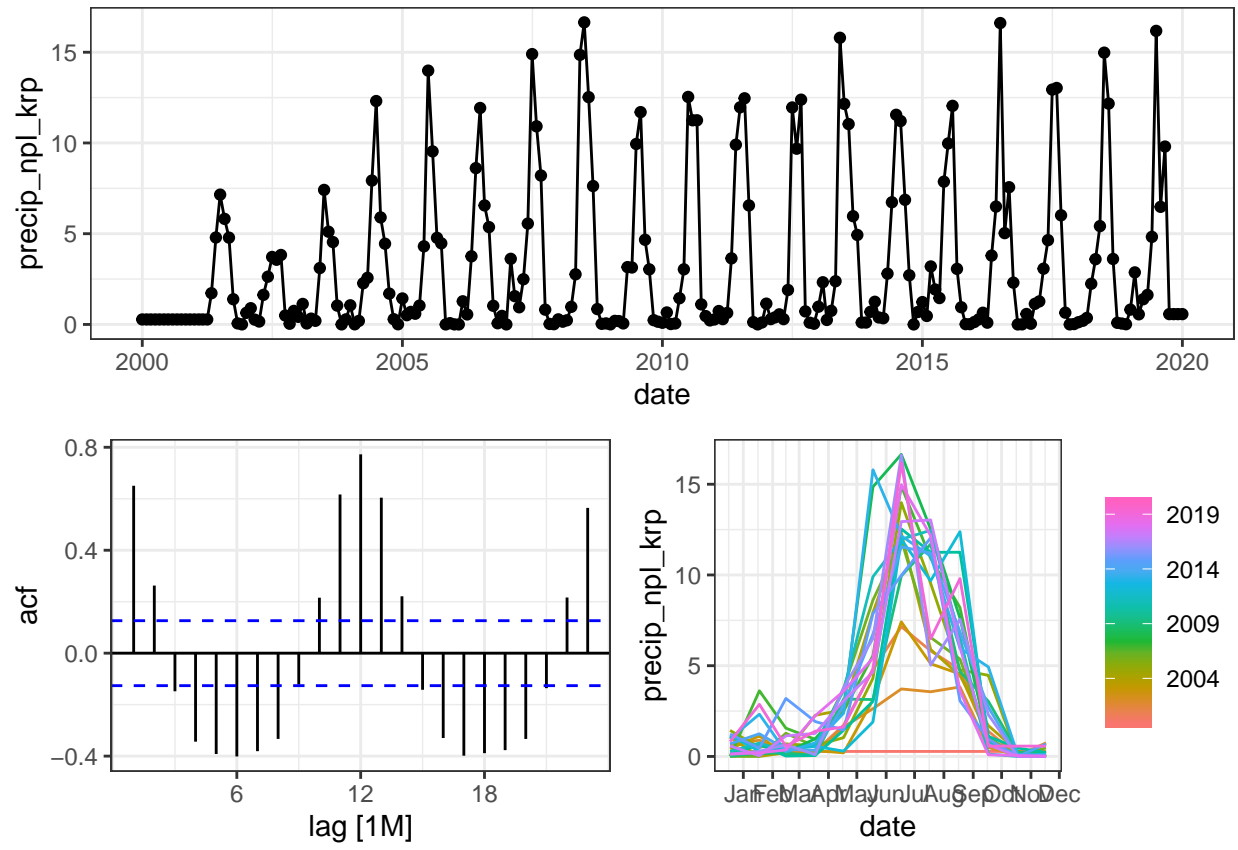 precip_npl_krp
15
10
5
0
2000 2005 2010 2015 2020
date
acf
0.8
0.4
0.0
−0.4
6 12 18
lag [1M]
precip_npl_krp
15
10
5
0
Jan Feb Mar Apr May Jun Jul Aug Sep Oct Nov Dec
date
2019
2014
2009
2004